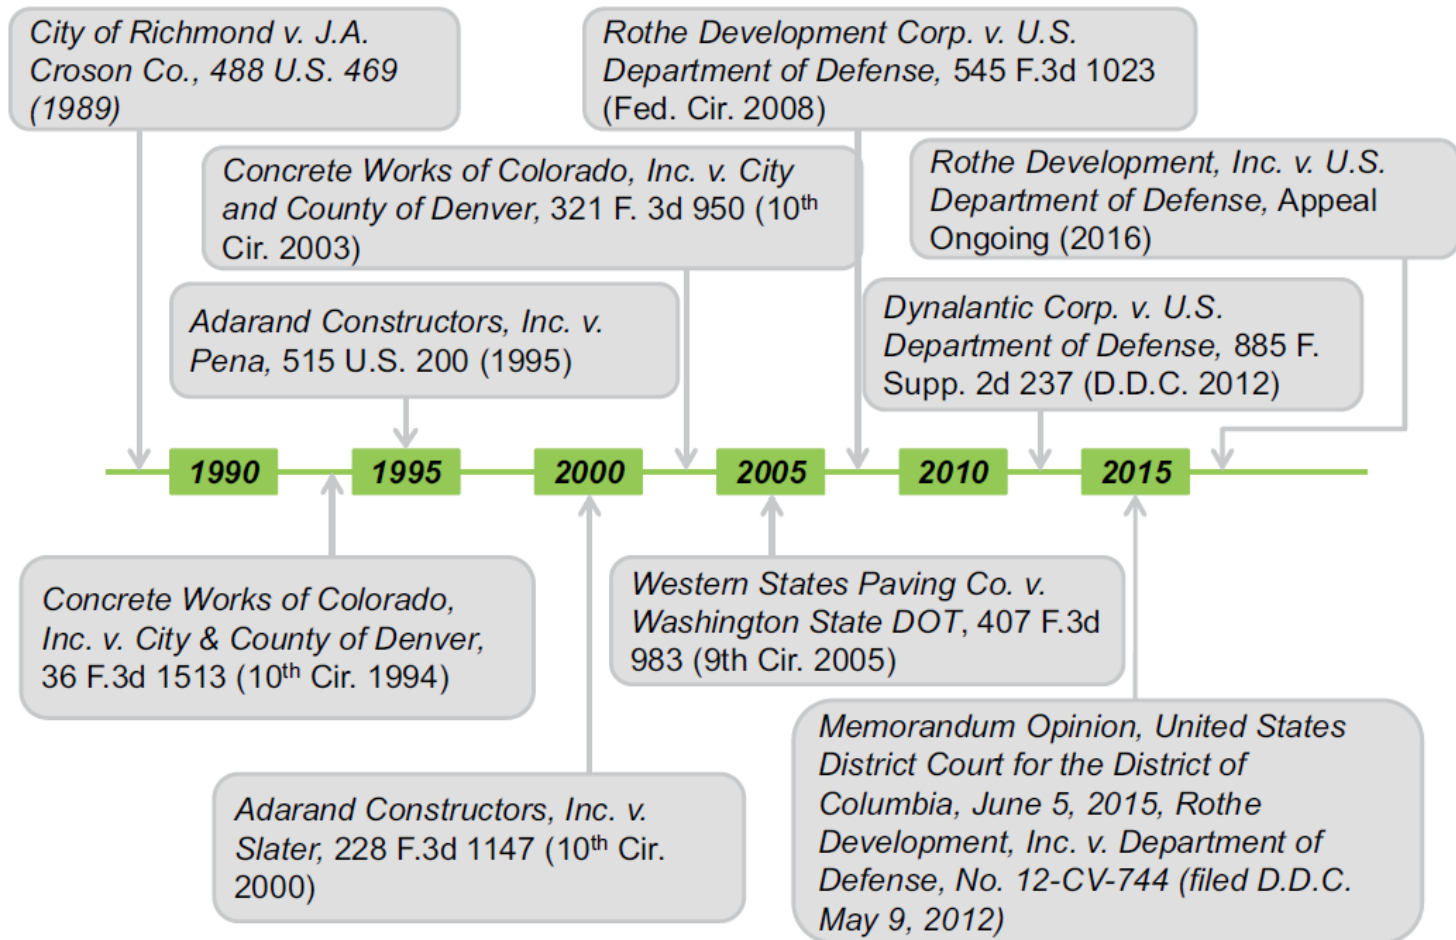 City of Richmond v. J.A.
Croson Co., 488 U.S. 469
(1989)
Rothe Development Corp. v. U.S.
Department of Defense, 545 F.3d 1023
(Fed. Cir. 2008)
Concrete Works of Colorado, Inc. v. City
and County of Denver, 321 F. 3d 950 (10th
Cir. 2003)
Rothe Development, Inc. v. U.S.
Department of Defense, Appeal
Ongoing (2016)
Adarand Constructors, Inc. v.
Pena, 515 U.S. 200 (1995)
Dynalantic Corp. v. U.S.
Department of Defense, 885 F.
Supp. 2d 237 (D.D.C. 2012)
1990 1995 2000 2005 2010 2015
Concrete Works of Colorado,
Inc. v. City & County of Denver,
36 F.3d 1513 (10th Cir. 1994)
Western States Paving Co. v.
Washington State DOT, 407 F.3d
983 (9th Cir. 2005)
Adarand Constructors, Inc. v.
Slater, 228 F.3d 1147 (10th Cir.
2000)
Memorandum Opinion, United States
District Court for the District of
Columbia, June 5, 2015, Rothe
Development, Inc. v. Department of
Defense, No. 12-CV-744 (filed D.D.C.
May 9, 2012)